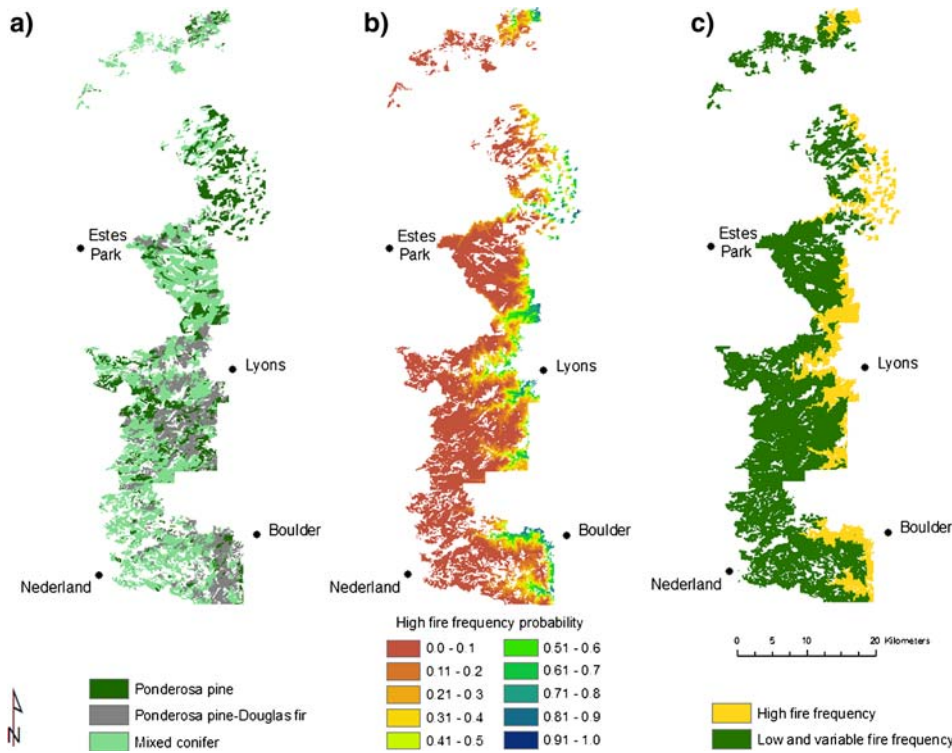 a)
b)
c)
Estes
Park
Lyons
Boulder
Nederland
Estes
Park
Lyons
Boulder
Nederland
Estes
Park
Lyons
Boulder
Nederland
N
Ponderosa pine
Ponderosa pine-Douglas fir
Mixed conifer
High fire frequency probability
0.0 - 0.1
0.11 - 0.2
0.21 - 0.3
0.31 - 0.4
0.41 - 0.5
0.51 - 0.6
0.61 - 0.7
0.71 - 0.8
0.81 - 0.9
0.91 - 1.0
0 5 10 20 Kilometers
High fire frequency
Low and variable fire frequency